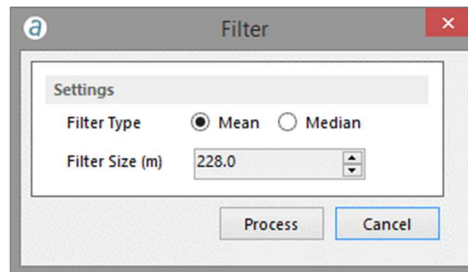 Filter
Settings
Filter Type Mean Median
Filter Size (m) 228.0
Process Cancel